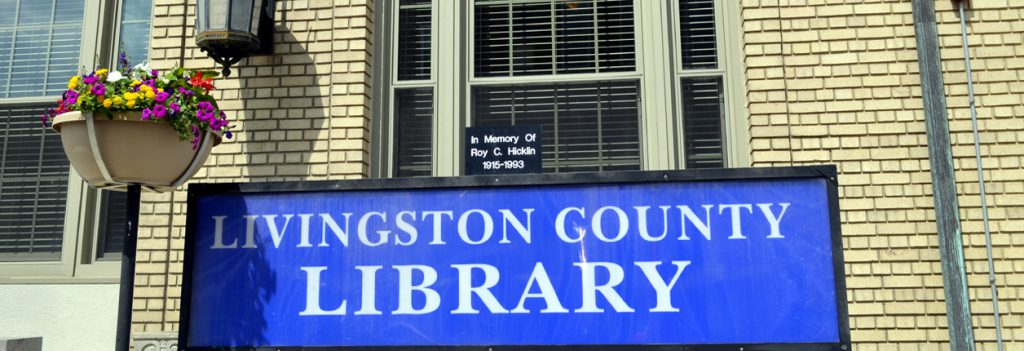 In Memory Of
Roy C. Hicklin
1915-1993
LIVINGSTON COUNTY
LIBRARY